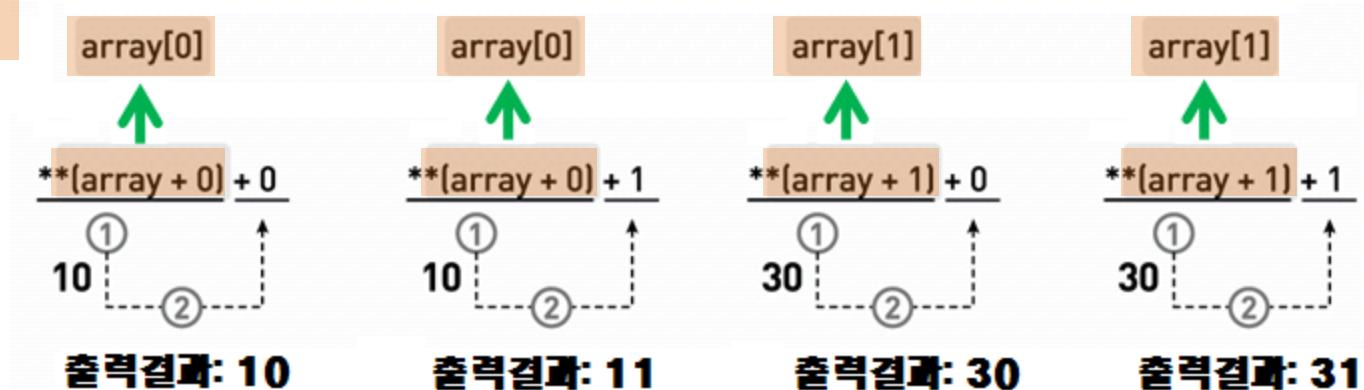 array[0] array[0] array[1] array[1]
**(array + 0) + 0 **(array + 0) + 1 **(array + 1) + 0 **(array + 1) + 1
① ① ① ①
10 10 30 30
② ② ② ②
출력결과: 10 출력결과: 11 출력결과: 30 출력결과: 31